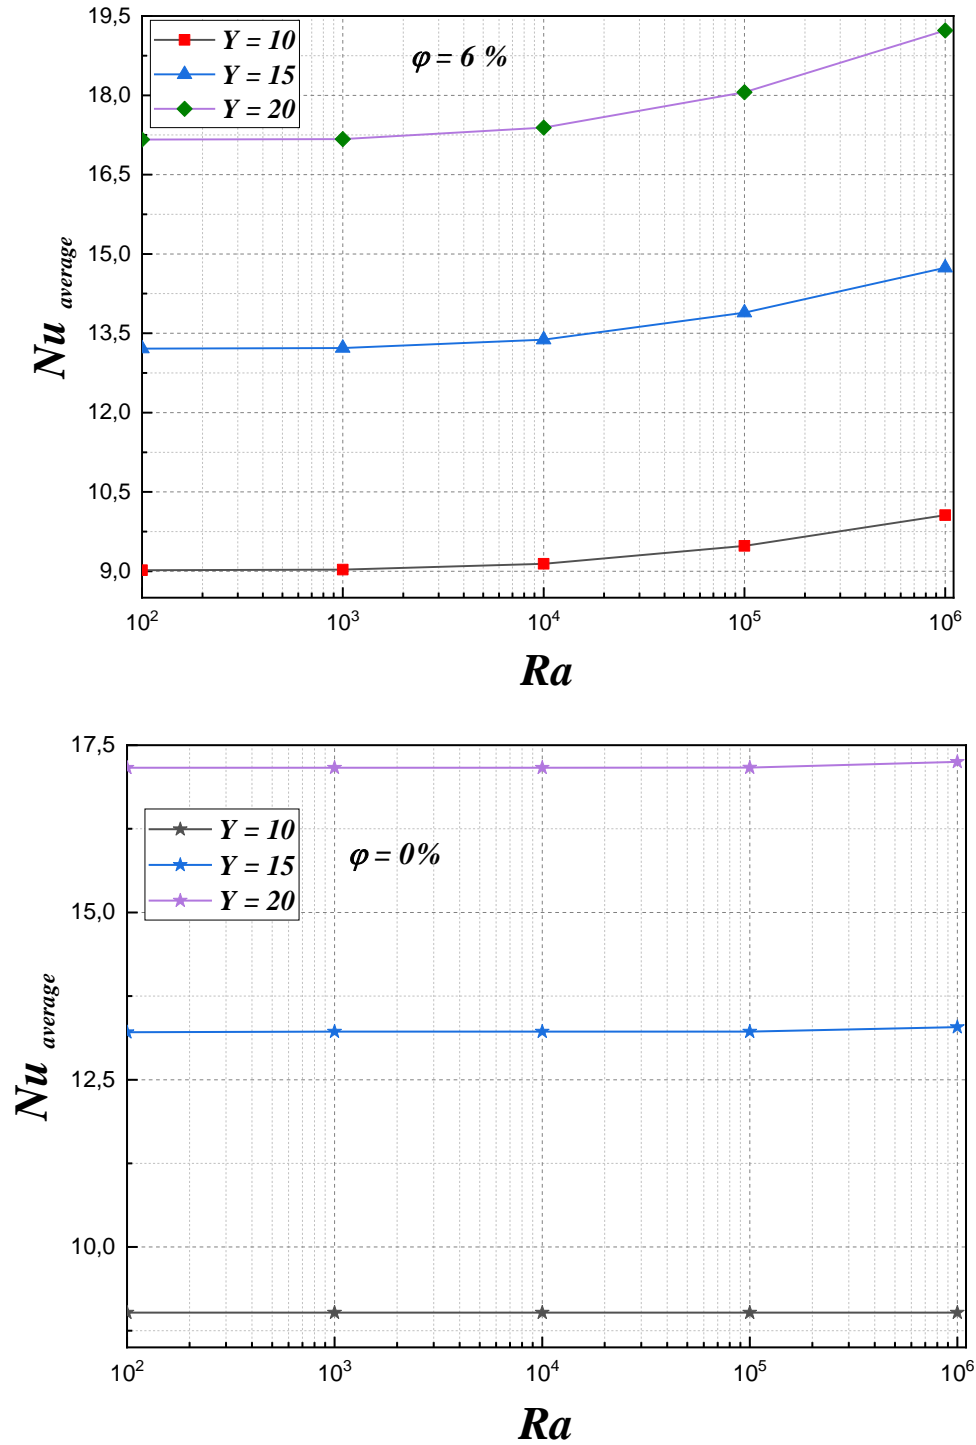 19,5
18,0
16,5
15,0
13,5
12,0
10,5
9,0
Nu average
Y = 10
Y = 15
Y = 20
φ = 6 %
10² 10³ 10⁴ 10⁵ 10⁶
Ra
17,5
15,0
12,5
10,0
Nu average
Y = 10
Y = 15
Y = 20
φ = 0%
10² 10³ 10⁴ 10⁵ 10⁶
Ra